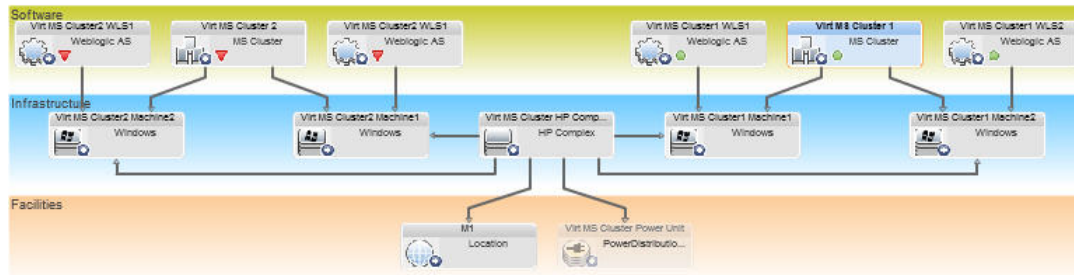 Software
Virt MS Cluster2 WLS1
Weblogic AS
Virt MS Cluster 2
MS Cluster
Virt MS Cluster2 WLS1
Weblogic AS
Virt MS Cluster1 WLS1
Weblogic AS
Virt MS Cluster 1
MS Cluster
Virt MS Cluster1 WLS2
Weblogic AS
Infrastructure
Virt MS Cluster2 Machine2
Windows
Virt MS Cluster2 Machine1
Windows
Virt MS Cluster HP Comp...
HP Complex
Virt MS Cluster1 Machine1
Windows
Virt MS Cluster1 Machine2
Windows
Facilities
M1
Location
Virt MS Cluster Power Unit
PowerDistributio...